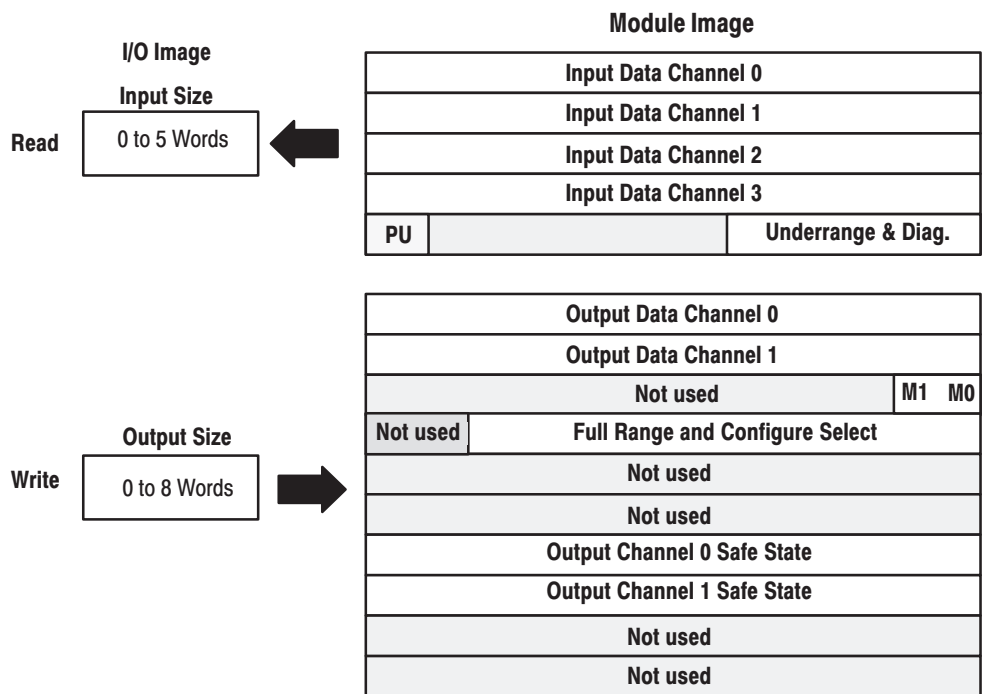 Module Image
I/O Image
Input Size
Read
0 to 5 Words
Input Data Channel 0
Input Data Channel 1
Input Data Channel 2
Input Data Channel 3
PU
Underrange & Diag.
Output Data Channel 0
Output Data Channel 1
Not used
M1 M0
Output Size
Write
0 to 8 Words
Not used
Full Range and Configure Select
Not used
Not used
Output Channel 0 Safe State
Output Channel 1 Safe State
Not used
Not used